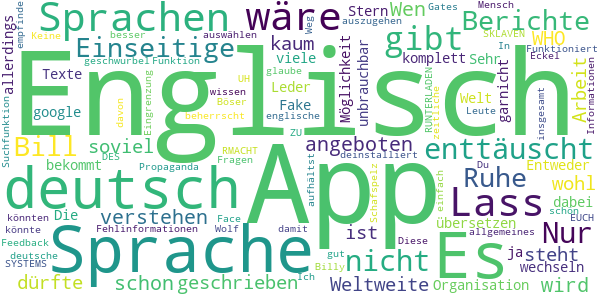 Sprachen wäre Stern Wen auszugehen Weg Gates Mensch Berichte
empfinde Keine besser auswählen gibt SKLAVEN In WHO Funktioniert
allerdings Einseitige kaum komplett Sehr Eckel
Texte geschwurbel Funktion viele glaube Möglichkeit unbrauchbar
Englisch
Suchfunktion google davon Eingrenzung beherrscht UH wissen Böser Leder Fake englische RUNTERLADEN zeitliche Welt Leute garnicht insgesamt Arbeit Informationen
Bill soviel ZU angeboten enttäuscht
bekommt DES Propaganda RMACHT Fragen deinstalliert Du Entweder
deutsch App aufhältst Schafspelz einfach Ruhe wohl
könnten Die verstehen Face Lass dabei schon EUCH
könnte Fehlinformationen Wolf damit ist Diese übersetzen allgemeines Nur
Feedback deutsche Sprache nicht Es ja steht
SYSTEMS ich gut Billy wechseln
dürfte schon geschrieben Weltweite Organisation wird